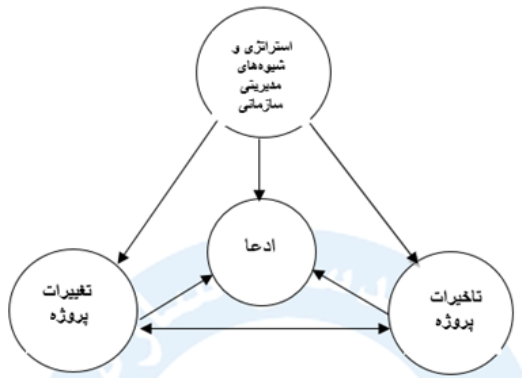 استراتژی و
شیوه‌های
مدیریتی
سازمانی
ادعا
تغییرات
پروژه
تاخیرات
پروژه